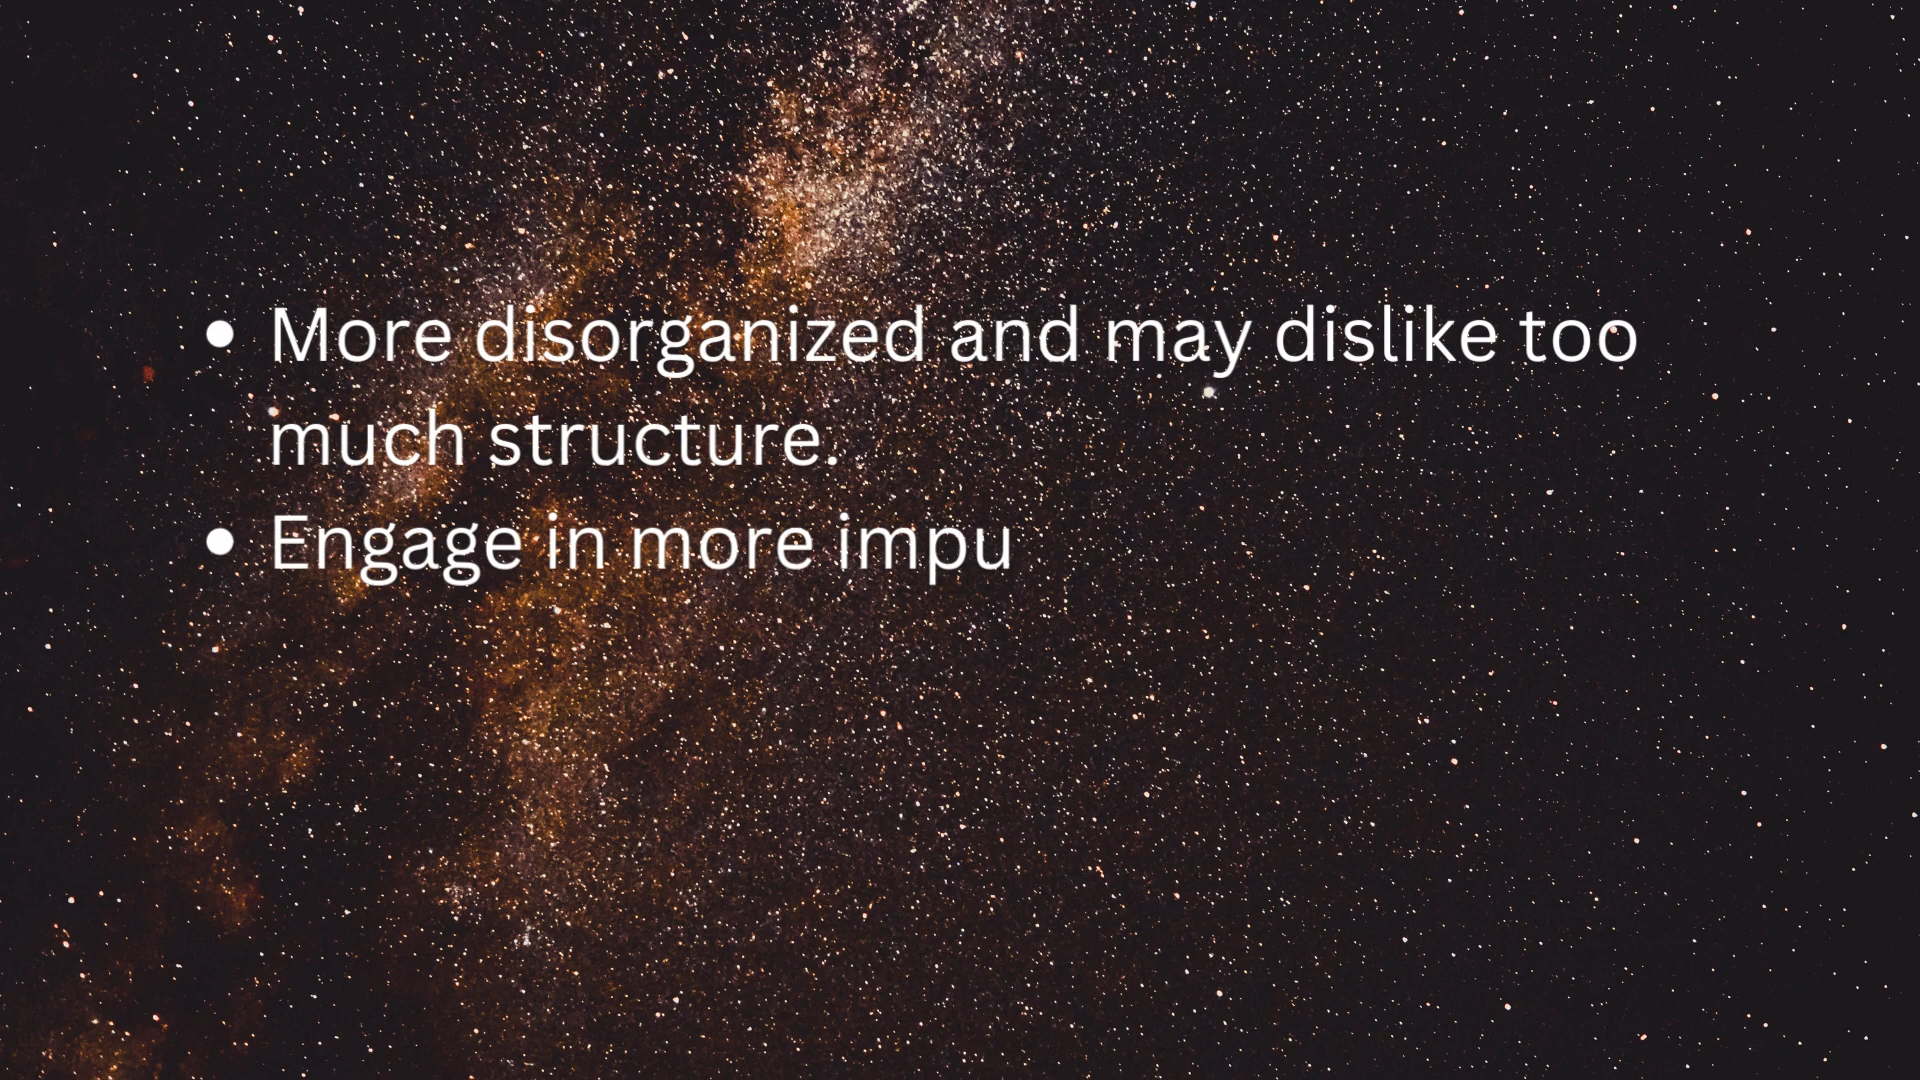 • More disorganized and may dislike too
much structure.
• Engage in more impu